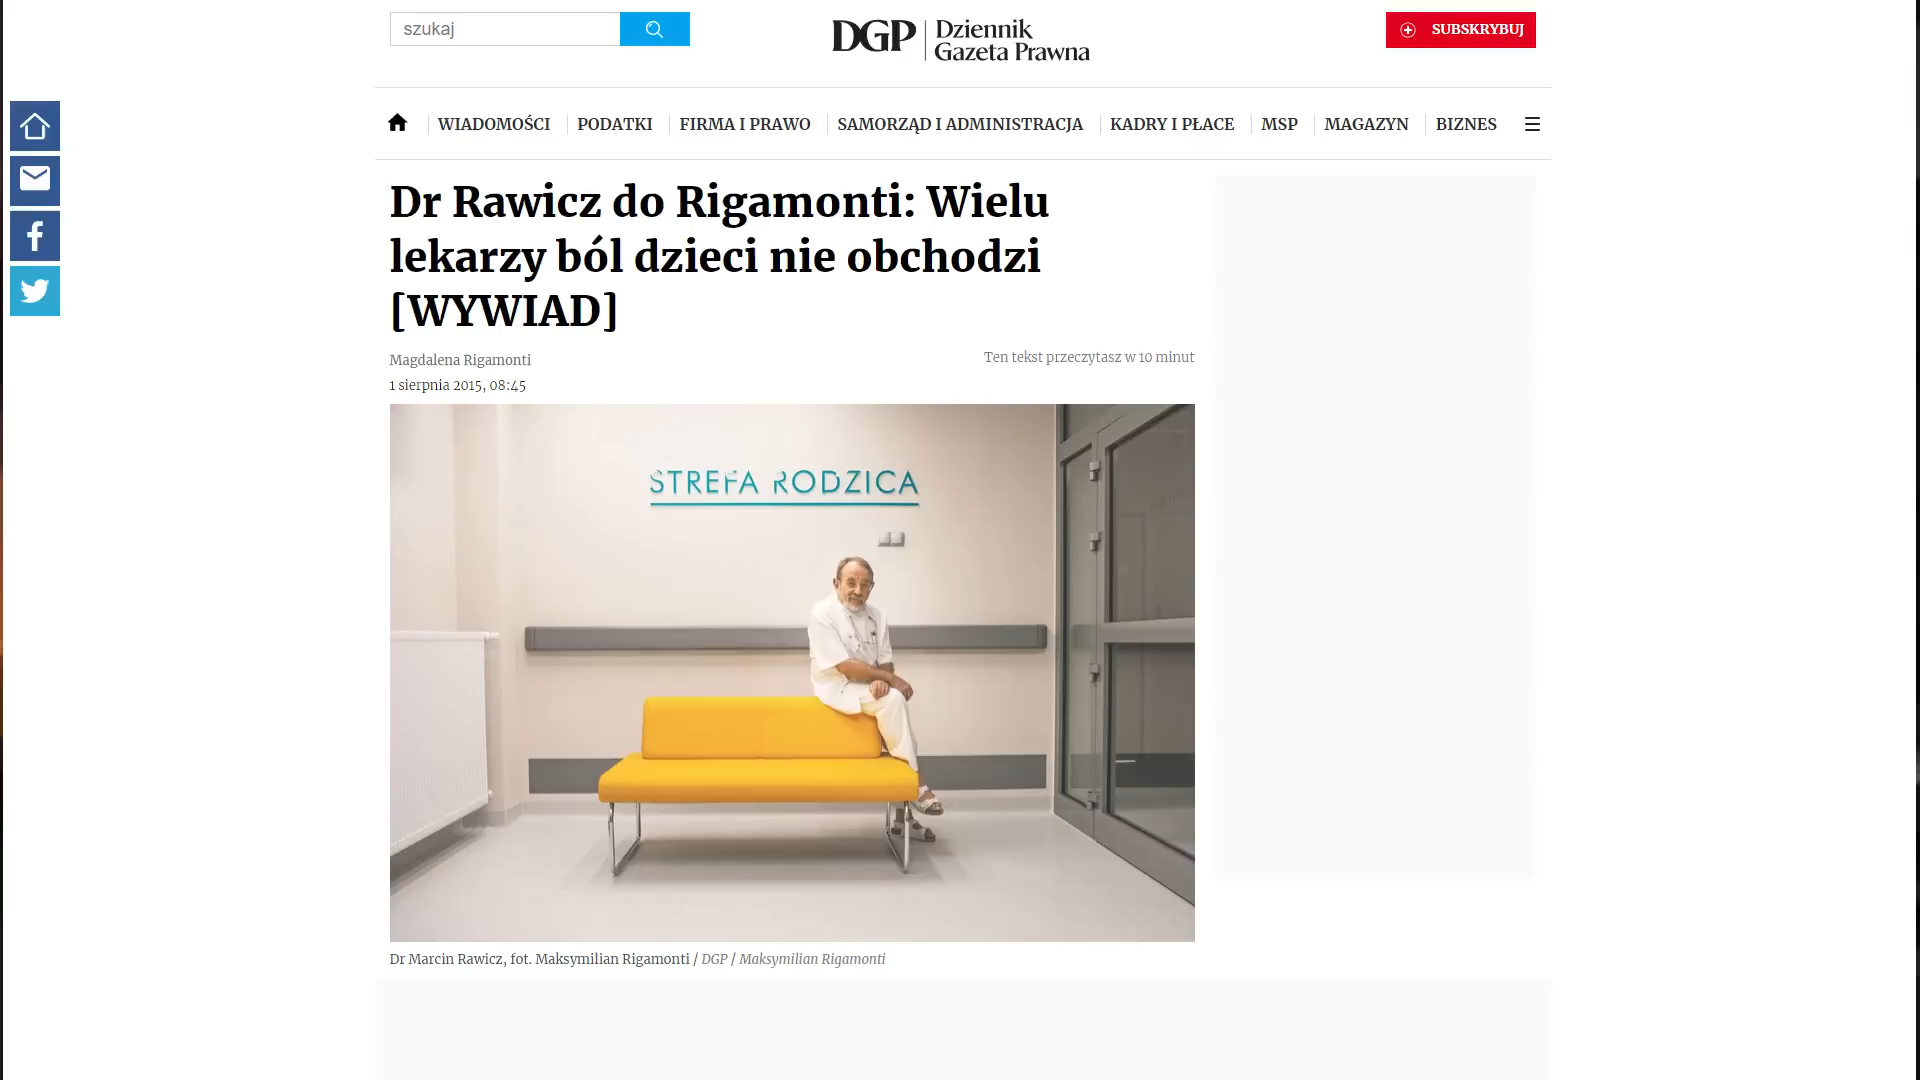 szukaj
DGP Dziennik
Gazeta Prawna
SUBSKRYBUJ
WIADOMOŚCI PODATKI FIRMA I PRAWO SAMORZĄD I ADMINISTRACJA KADRY I PŁACE MSP MAGAZYN BIZNES
Dr Rawicz do Rigamonti: Wielu
lekarzy ból dzieci nie obchodzi
[WYWIAD]
Magdalena Rigamonti
Ten tekst przeczytasz w 10 minut
1 sierpnia 2015, 08:45
STREFA RODZICA
Dr Marcin Rawicz, fot. Maksymilian Rigamonti / DGP / Maksymilian Rigamonti